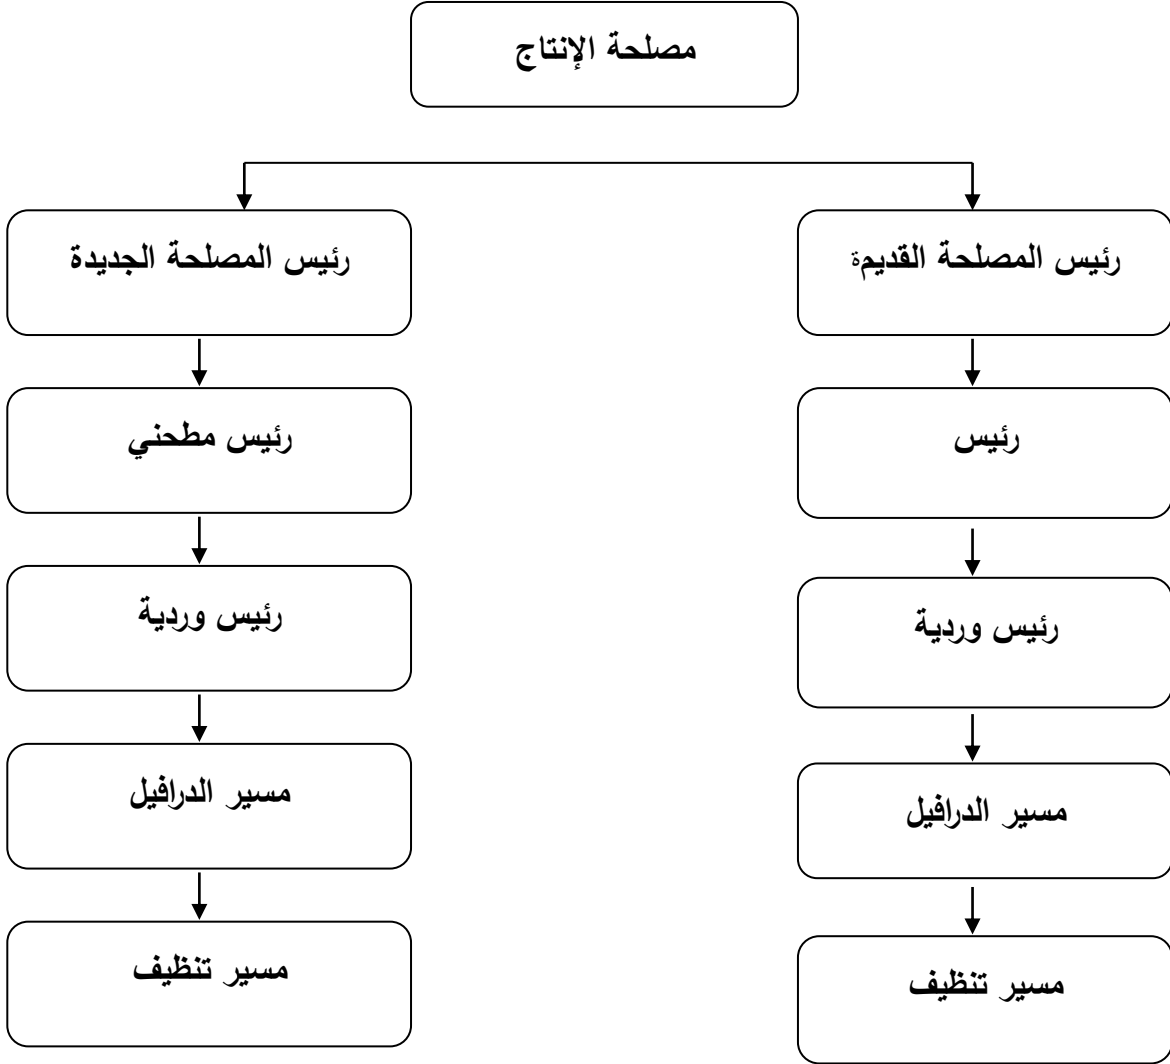 مصلحة الإنتاج
رئيس المصلحة القديمة
رئيس المصلحة الجديدة
رئيس
رئيس مطحني
رئيس وردية
رئيس وردية
مسير الدرافيل
مسير الدرافيل
مسير تنظيف
مسير تنظيف